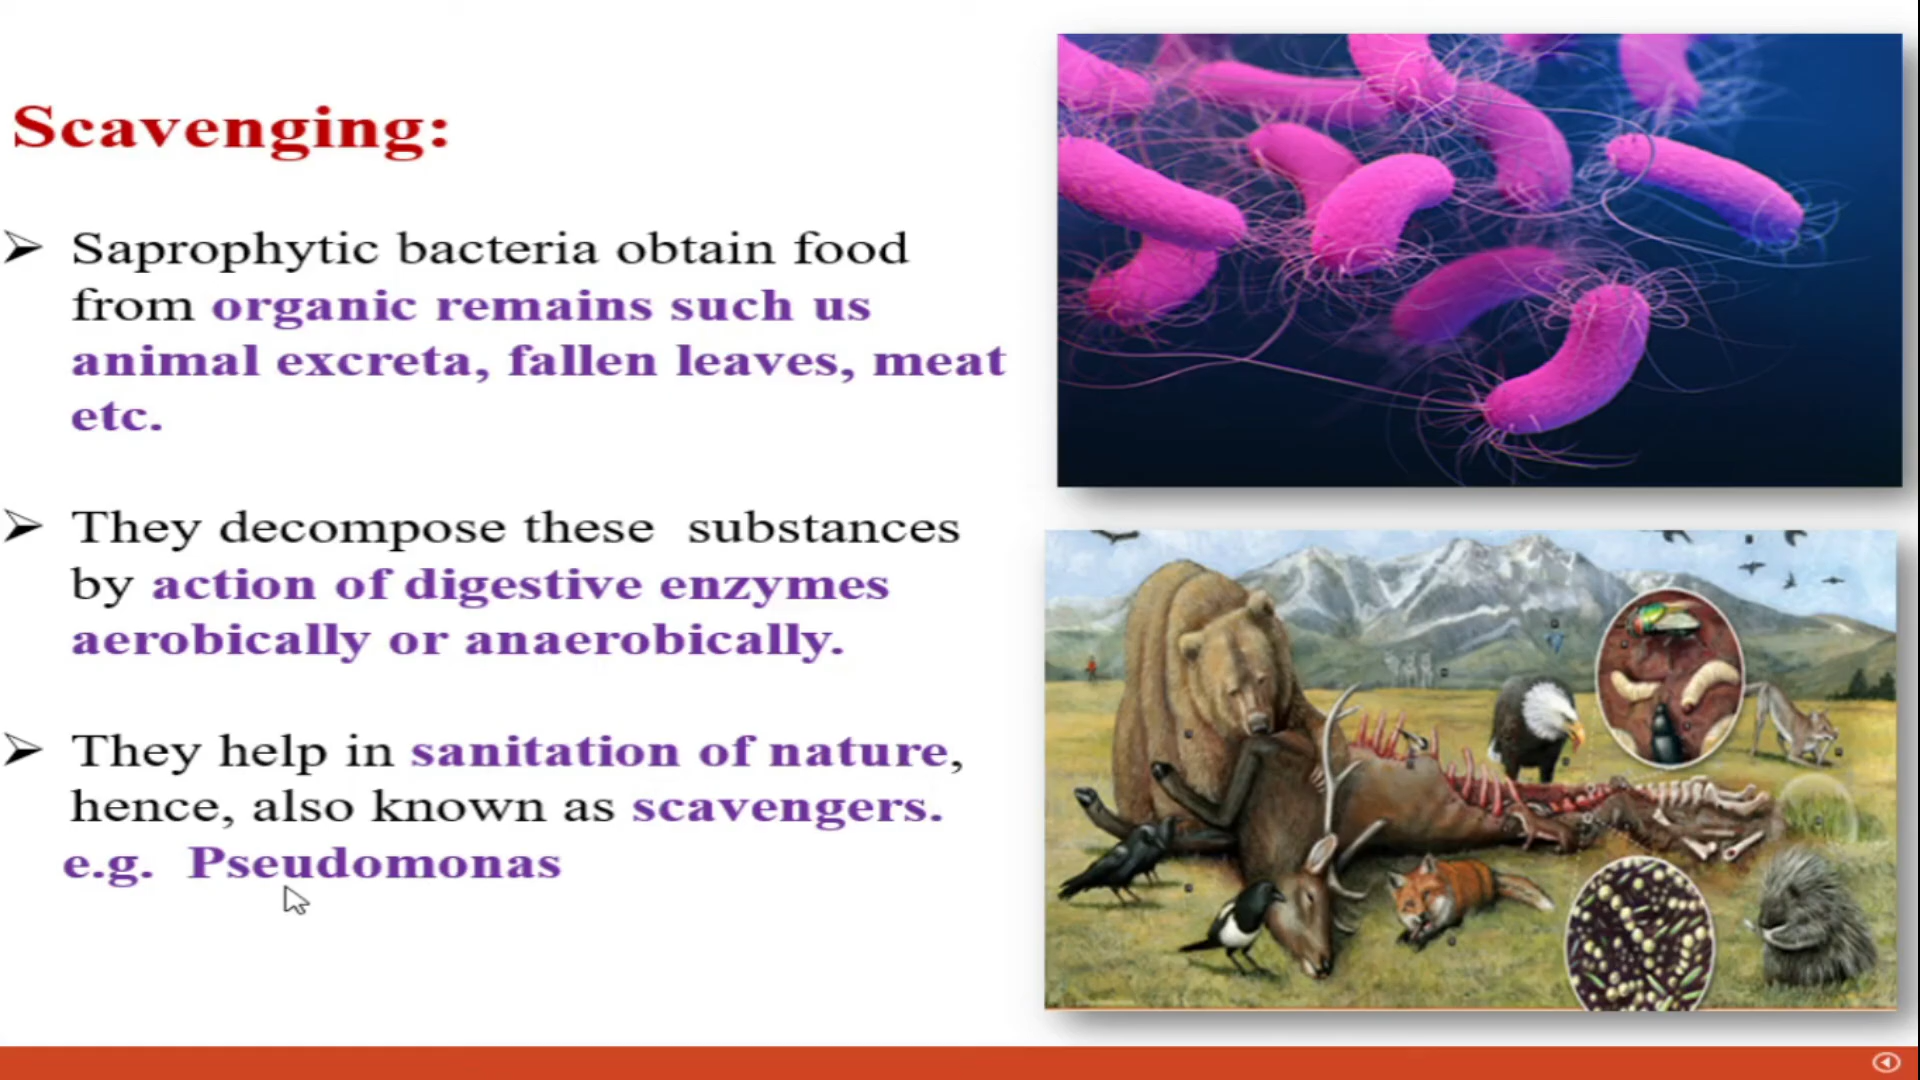 Scavenging:
➢ Saprophytic bacteria obtain food
from organic remains such us
animal excreta, fallen leaves, meat
etc.
➢ They decompose these substances
by action of digestive enzymes
aerobically or anaerobically.
➢ They help in sanitation of nature,
hence, also known as scavengers.
e.g. Pseudomonas